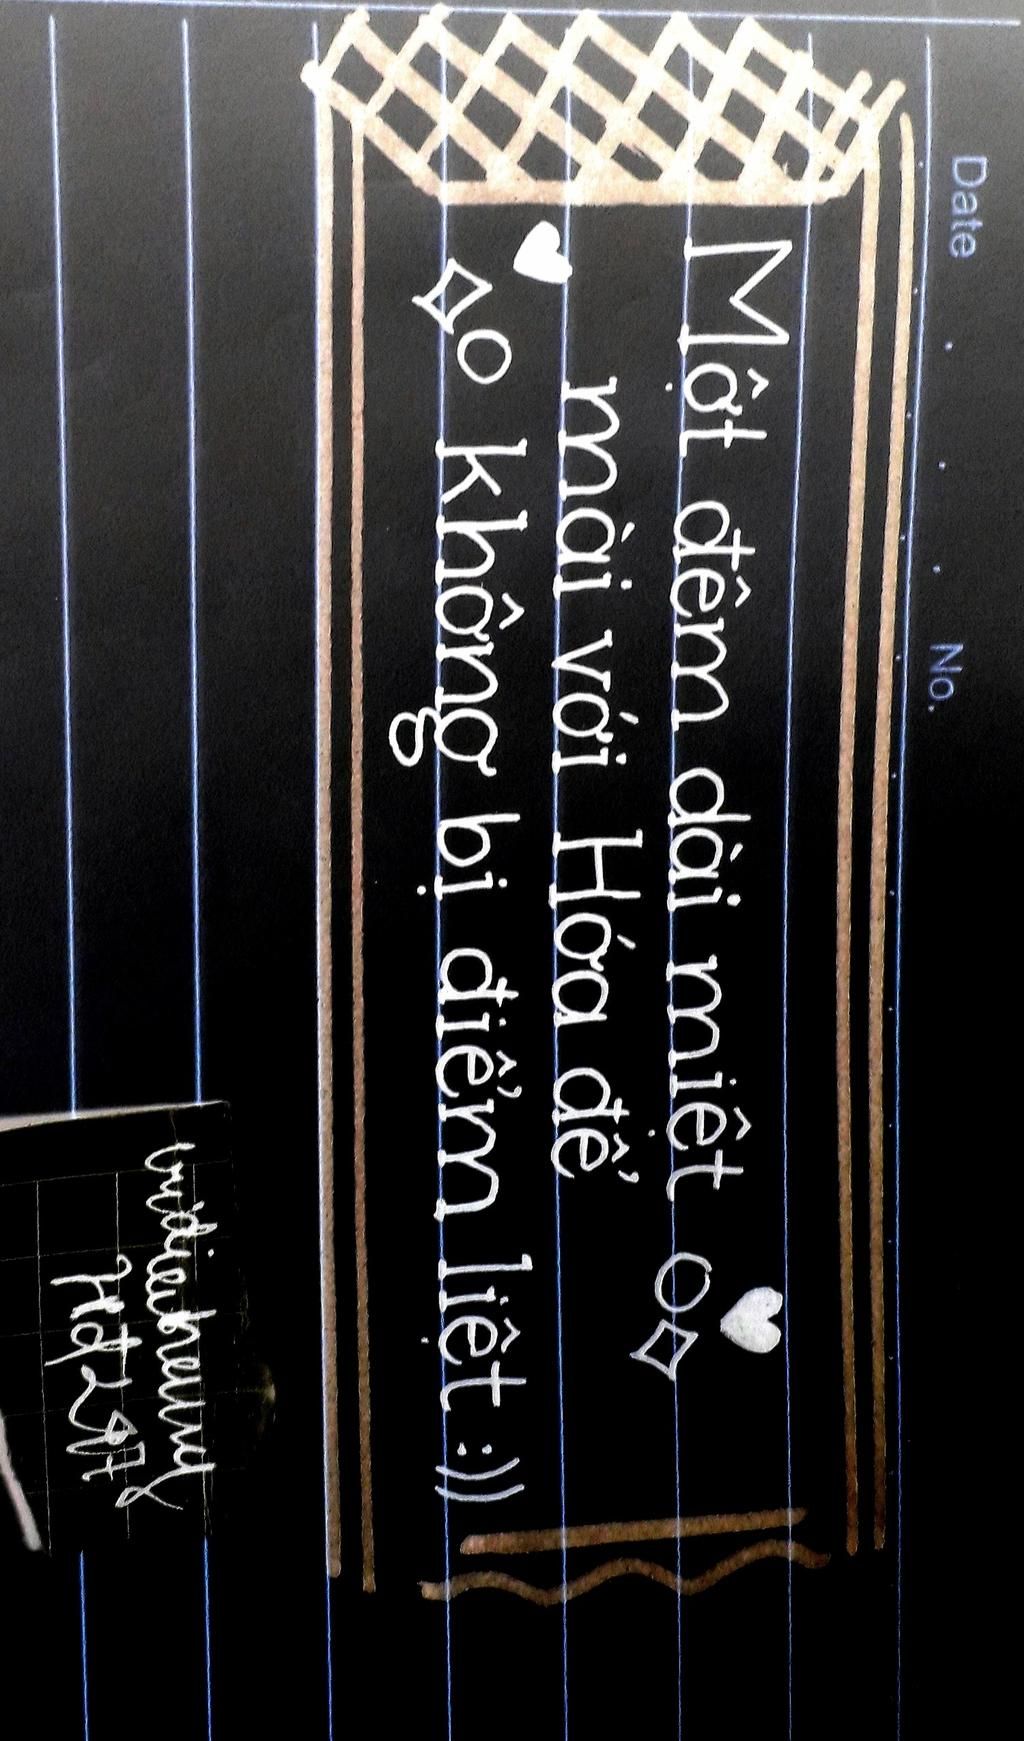 Date
No.
Một đêm dài miệt
mài với Hóa để
không bị điểm liệt :))